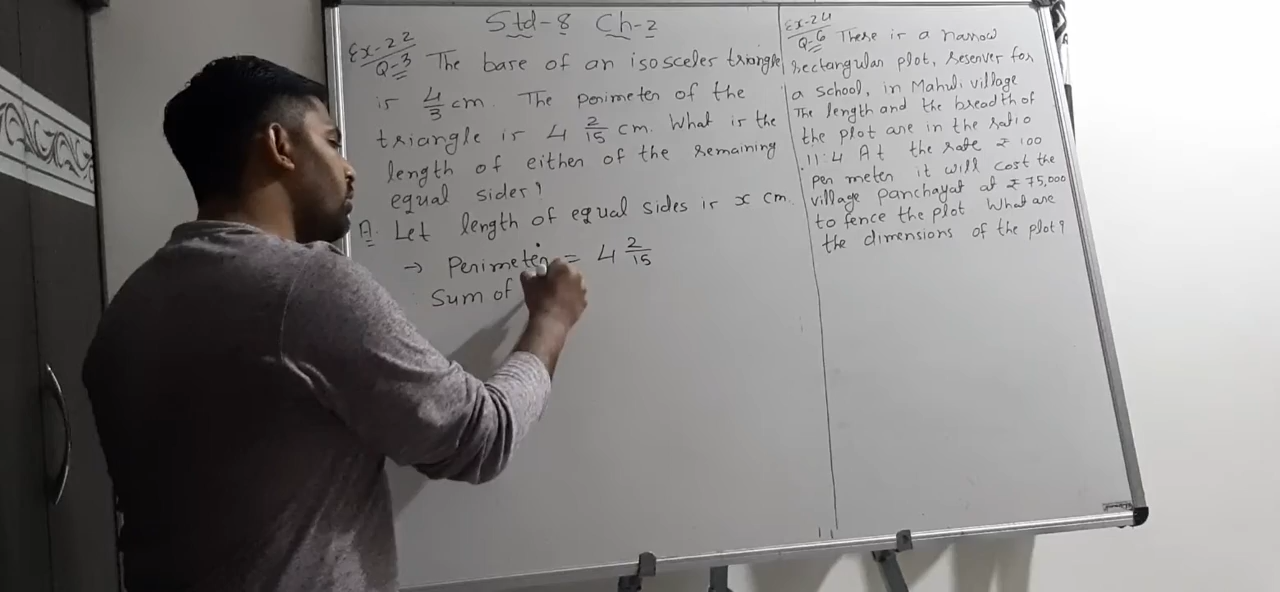 Std-8 Ch-2
Ex-2.2
Q-3 The base of an isosceles triangle
is 4/3 cm. The perimeter of the
triangle is 4 2/15 cm. What is the
length of either of the remaining
equal sides?
A. Let length of equal sides is x cm.
→ Perimeter = 4 2/15
Sum of
Ex-2.4
Q-6 There is a narrow
rectangular plot, reserver for
a school, in Mahuli village
The length and the breadth of
the plot are in the ratio
11:4 At the rate ₹ 100
per meter it will cost the
village panchayat at ₹ 75,000
to fence the plot What are
the dimensions of the plot?